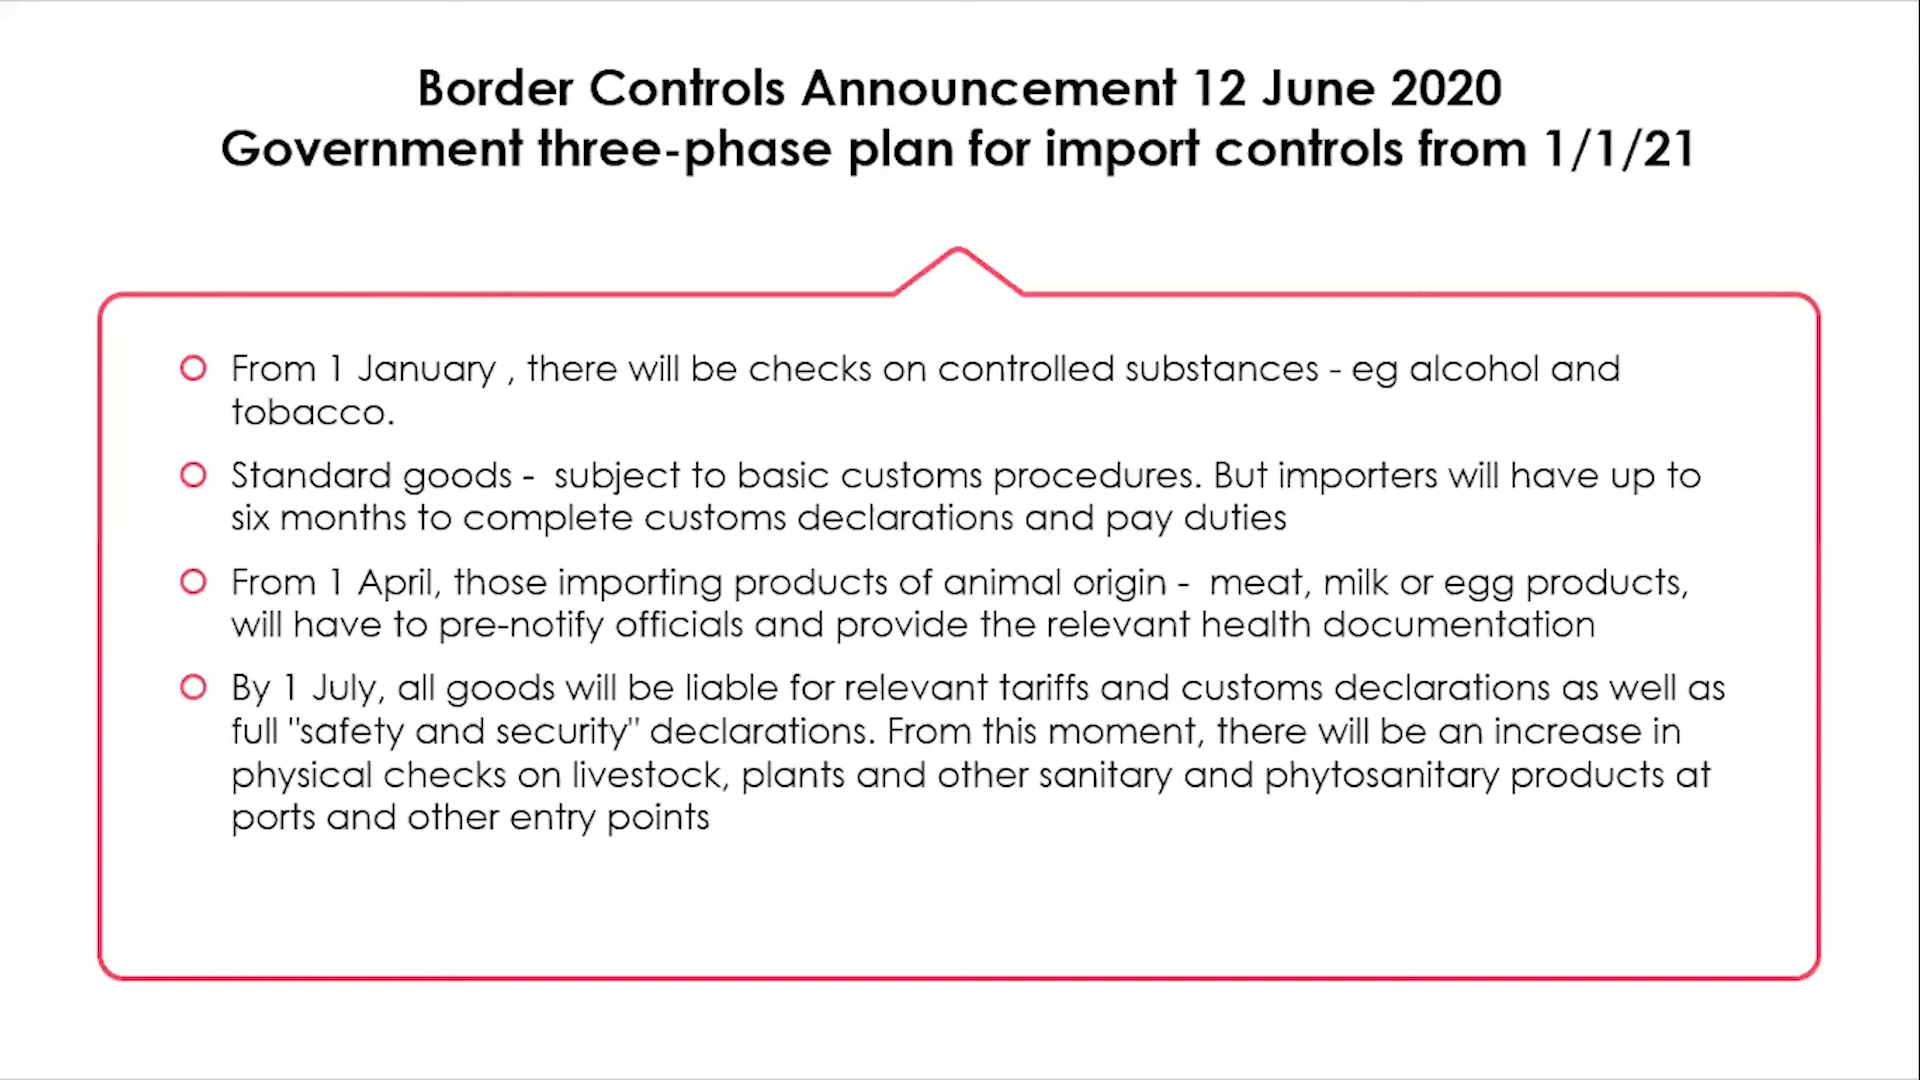 Border Controls Announcement 12 June 2020
Government three-phase plan for import controls from 1/1/21
From 1 January , there will be checks on controlled substances - eg alcohol and
tobacco.
Standard goods -  subject to basic customs procedures. But importers will have up to
six months to complete customs declarations and pay duties
From 1 April, those importing products of animal origin -  meat, milk or egg products,
will have to pre-notify officials and provide the relevant health documentation
By 1 July, all goods will be liable for relevant tariffs and customs declarations as well as
full "safety and security" declarations. From this moment, there will be an increase in
physical checks on livestock, plants and other sanitary and phytosanitary products at
ports and other entry points